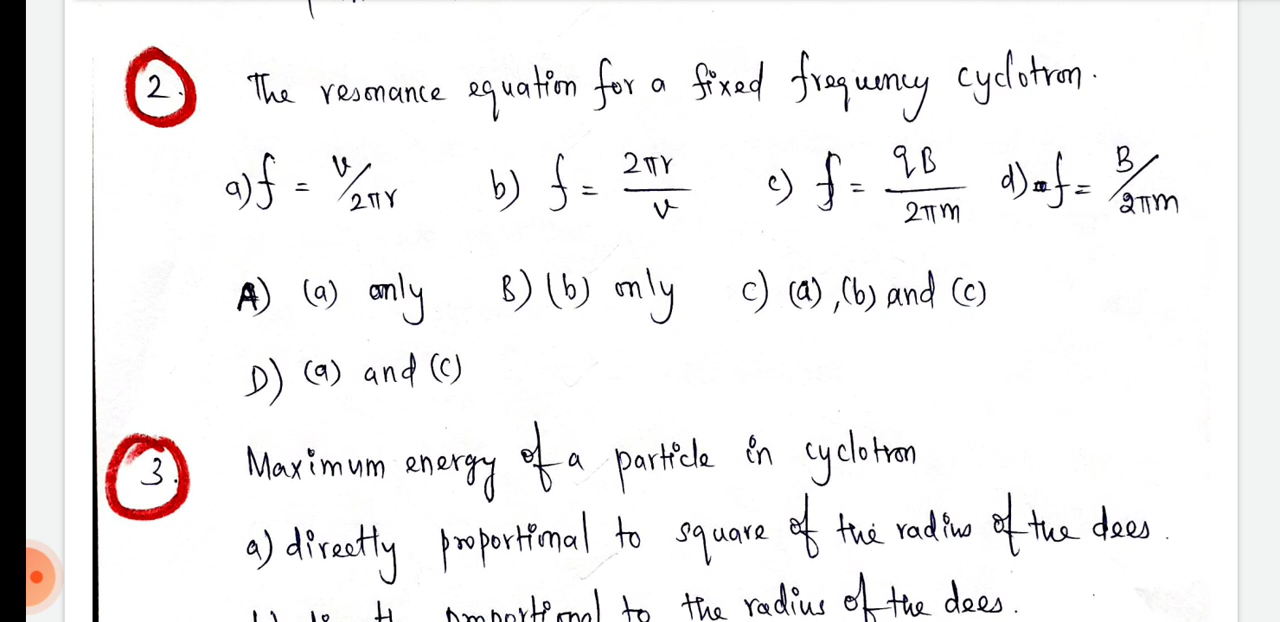 2. The resonance equation for a fixed frequency cyclotron.
a) f = v/2πr b) f = 2πr/v c) f = qB/2πm d) f = B/2πm
A) (a) only B) (b) only C) (a), (b) and (c)
D) (a) and (c)
3. Maximum energy of a particle in cyclotron
a) directly proportional to square of the radius of the dees.
proportional to the radius of the dees.